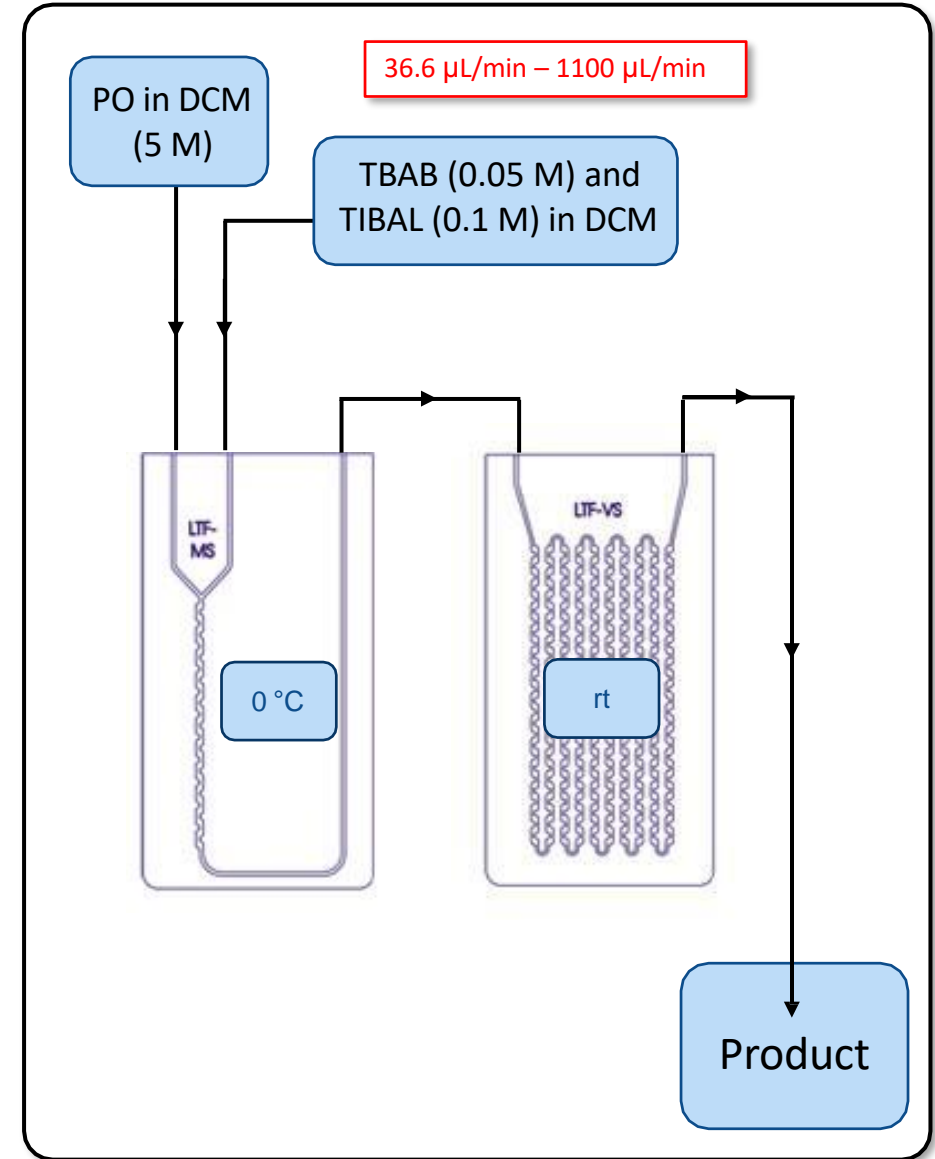 36.6 µL/min – 1100 µL/min
PO in DCM
(5 M)
TBAB (0.05 M) and
TIBAL (0.1 M) in DCM
LTF-
MS
LTF-VS
0 °C
rt
Product